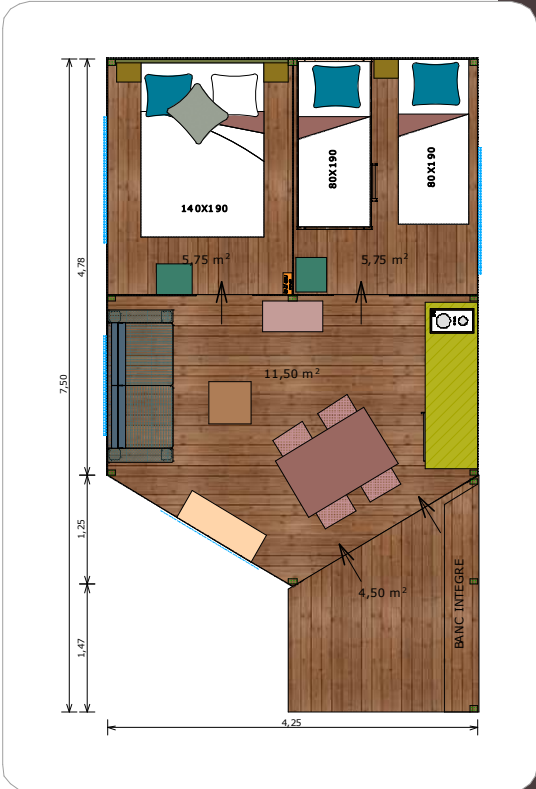 140X190
80X190
80X190
5,75 m²
5,75 m²
4,78
7,50
11,50 m²
1,25
4,50 m²
BANC INTEGRE
1,47
4,25